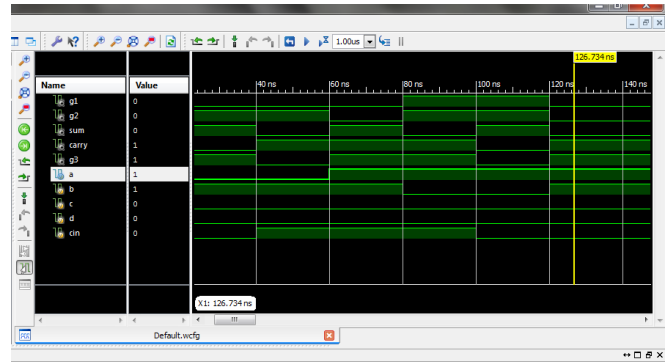 1.00us
126.734 ns
Name Value
40 ns 60 ns 80 ns 100 ns 120 ns 140 ns
g1 0
g2 0
sum 0
carry 1
g3 1
a 1
b 1
c 0
d 0
cin 0
X1: 126.734 ns
Default.wcfg